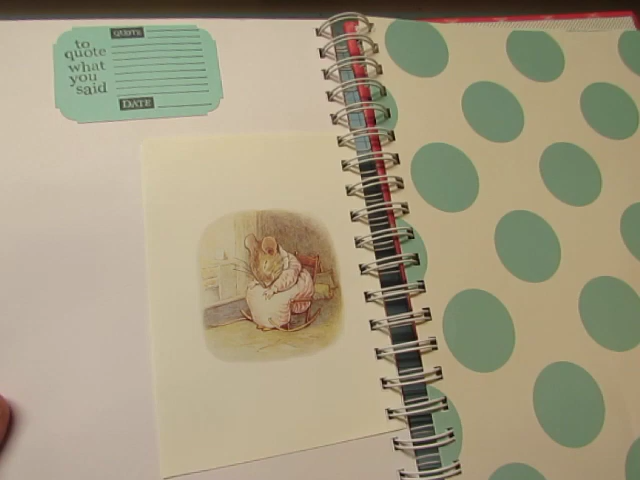 QUOTE
to
quote
what
you
said
DATE